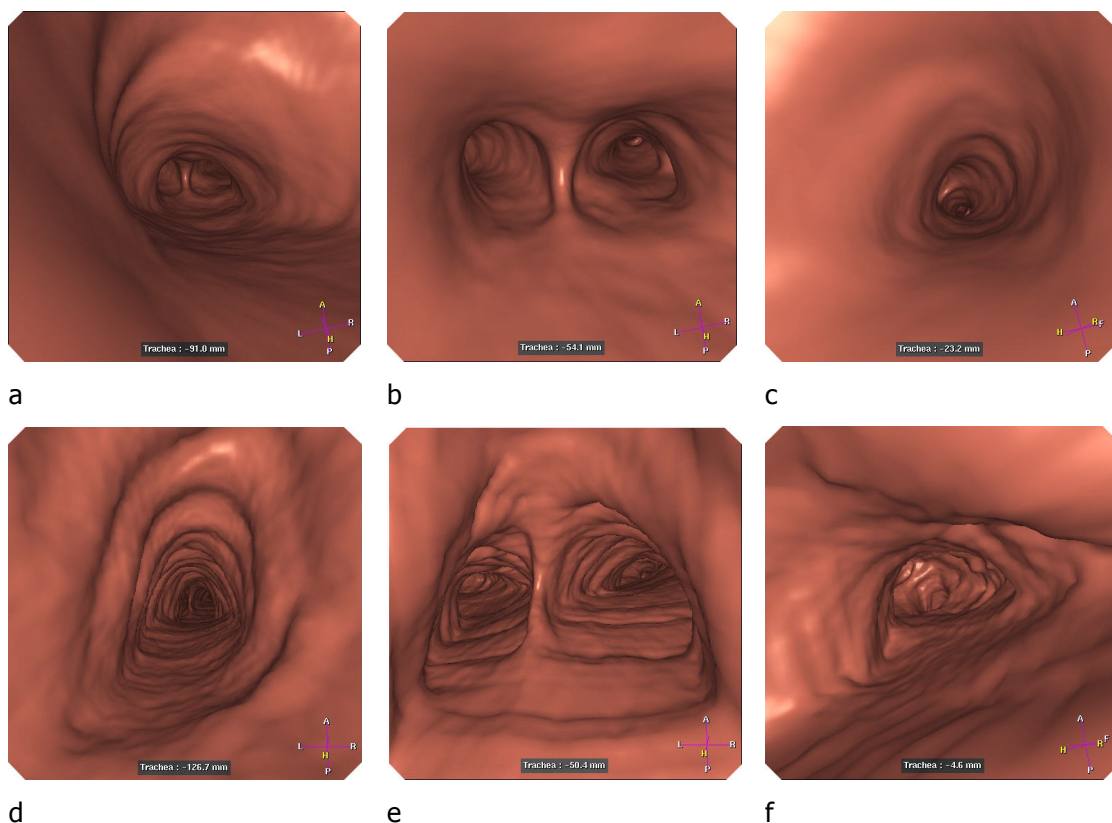 A
L R
H
P
Trachea : -91.0 mm
A
L R
H
P
Trachea : -54.1 mm
A
H R F
P
Trachea : -23.2 mm
a b c
A
L R
H
P
Trachea : -126.7 mm
A
L R
H
P
Trachea : -50.4 mm
A
H R F
P
Trachea : -4.6 mm
d e f